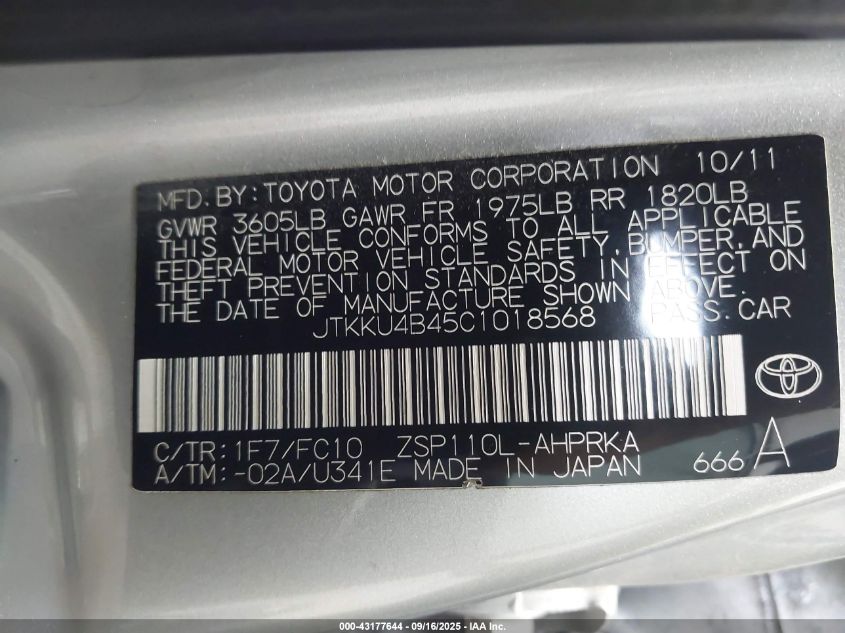 MFD. BY: TOYOTA MOTOR CORPORATION 10/11
GVWR 3605LB GAWR FR 1975LB RR 1820LB
THIS VEHICLE CONFORMS TO ALL APPLICABLE
FEDERAL MOTOR VEHICLE SAFETY, BUMPER, AND
THEFT PREVENTION STANDARDS IN EFFECT ON
THE DATE OF MANUFACTURE SHOWN ABOVE.
JTKKU4B45C1018568 PASS. CAR
C/TR: 1F7/FC10 ZSP110L-AHPRKA
A/TM: -02A/U341E MADE IN JAPAN 666 A
000-43177644 - 09/16/2025 - IAA Inc.